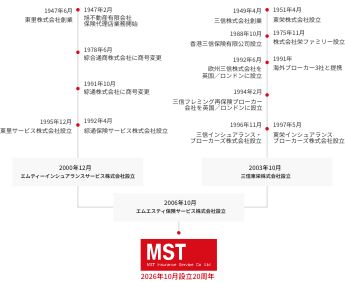 1947年6月
東里株式会社創業
1947年2月
旭不動産有限会社
保険代理店業務開始
1978年6月
綜合通商株式会社に商号変更
1991年10月
綜通株式会社に商号変更
1995年12月
東里サービス株式会社設立
1992年4月
綜通保険サービス株式会社設立
1949年4月
三信株式会社創業
1951年4月
東栄株式会社設立
1988年10月
香港三信保険有限公司設立
1975年11月
株式会社栄ファミリー設立
1992年6月
欧州三信株式会社を
英国/ロンドンに設立
1991年
海外ブローカー3社と提携
1994年2月
三信フレミング再保険ブローカー
会社を英国/ロンドンに設立
1996年11月
三信インシュアランス・
ブローカーズ株式会社設立
1997年5月
東栄インシュアランス
ブローカーズ株式会社設立
2000年12月
エムティーインシュアランスサービス株式会社設立
2003年10月
三信東栄株式会社設立
2006年10月
エムエスティ保険サービス株式会社設立
MST
MST Insurance Service Co., Ltd.
2026年10月設立20周年